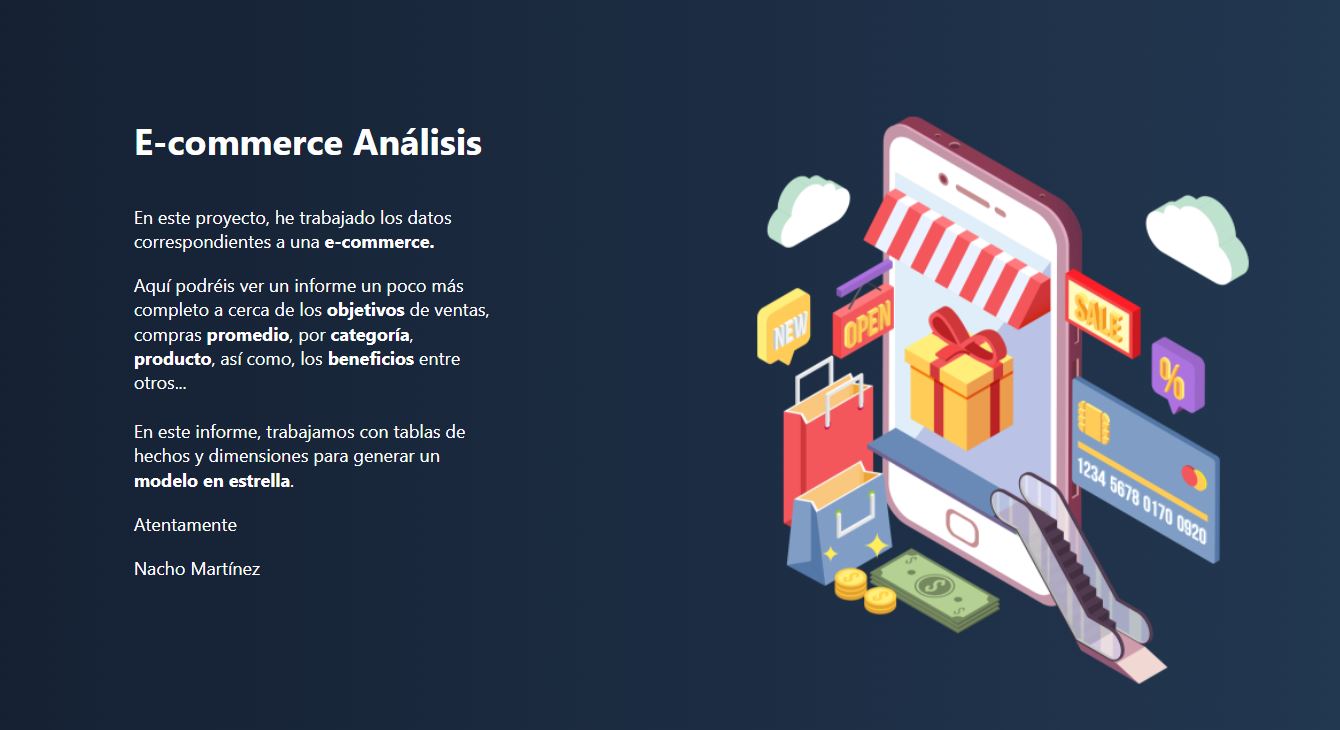 E-commerce Análisis
En este proyecto, he trabajado los datos
correspondientes a una e-commerce.
Aquí podréis ver un informe un poco más
completo a cerca de los objetivos de ventas,
compras promedio, por categoría,
producto, así como, los beneficios entre
otros...
En este informe, trabajamos con tablas de
hechos y dimensiones para generar un
modelo en estrella.
Atentamente
Nacho Martínez
NEW
OPEN
SALE
%
1234 5678 0170 0920